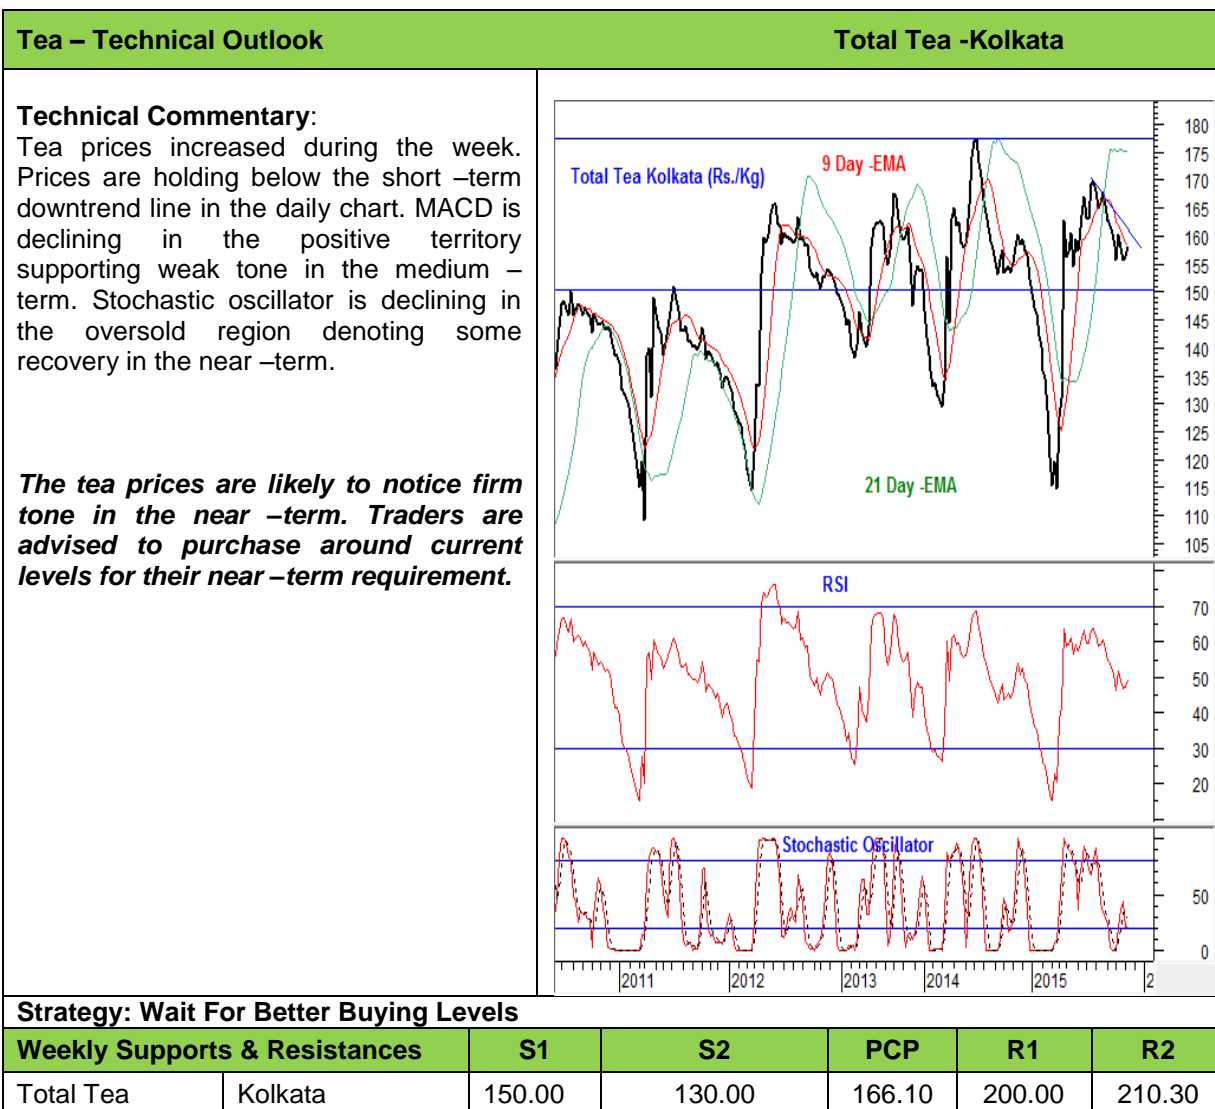 Tea – Technical Outlook Total Tea -Kolkata
Technical Commentary:
Tea prices increased during the week.
Prices are holding below the short –term
downtrend line in the daily chart. MACD is
declining in the positive territory
supporting weak tone in the medium –
term. Stochastic oscillator is declining in
the oversold region denoting some
recovery in the near –term.
The tea prices are likely to notice firm
tone in the near –term. Traders are
advised to purchase around current
levels for their near –term requirement.
Total Tea Kolkata (Rs./Kg)
9 Day -EMA
21 Day -EMA
180
175
170
165
160
155
150
145
140
135
130
125
120
115
110
105
RSI
70
60
50
40
30
20
Stochastic Oscillator
50
0
2011 2012 2013 2014 2015 2
Strategy: Wait For Better Buying Levels
Weekly Supports & Resistances S1 S2 PCP R1 R2
Total Tea Kolkata 150.00 130.00 166.10 200.00 210.30